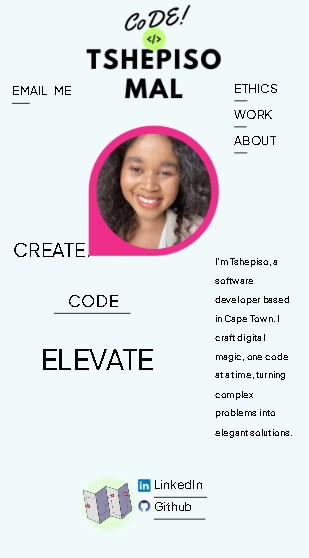 CoDE!
</>
TSHEPISO
MAL
EMAIL ME
ETHICS
WORK
ABOUT
CREATE.
CODE
ELEVATE
I'm Tshepiso, a
software
developer based
in Cape Town. I
craft digital
magic, one code
at a time, turning
complex
problems into
elegant solutions.
in LinkedIn
Github